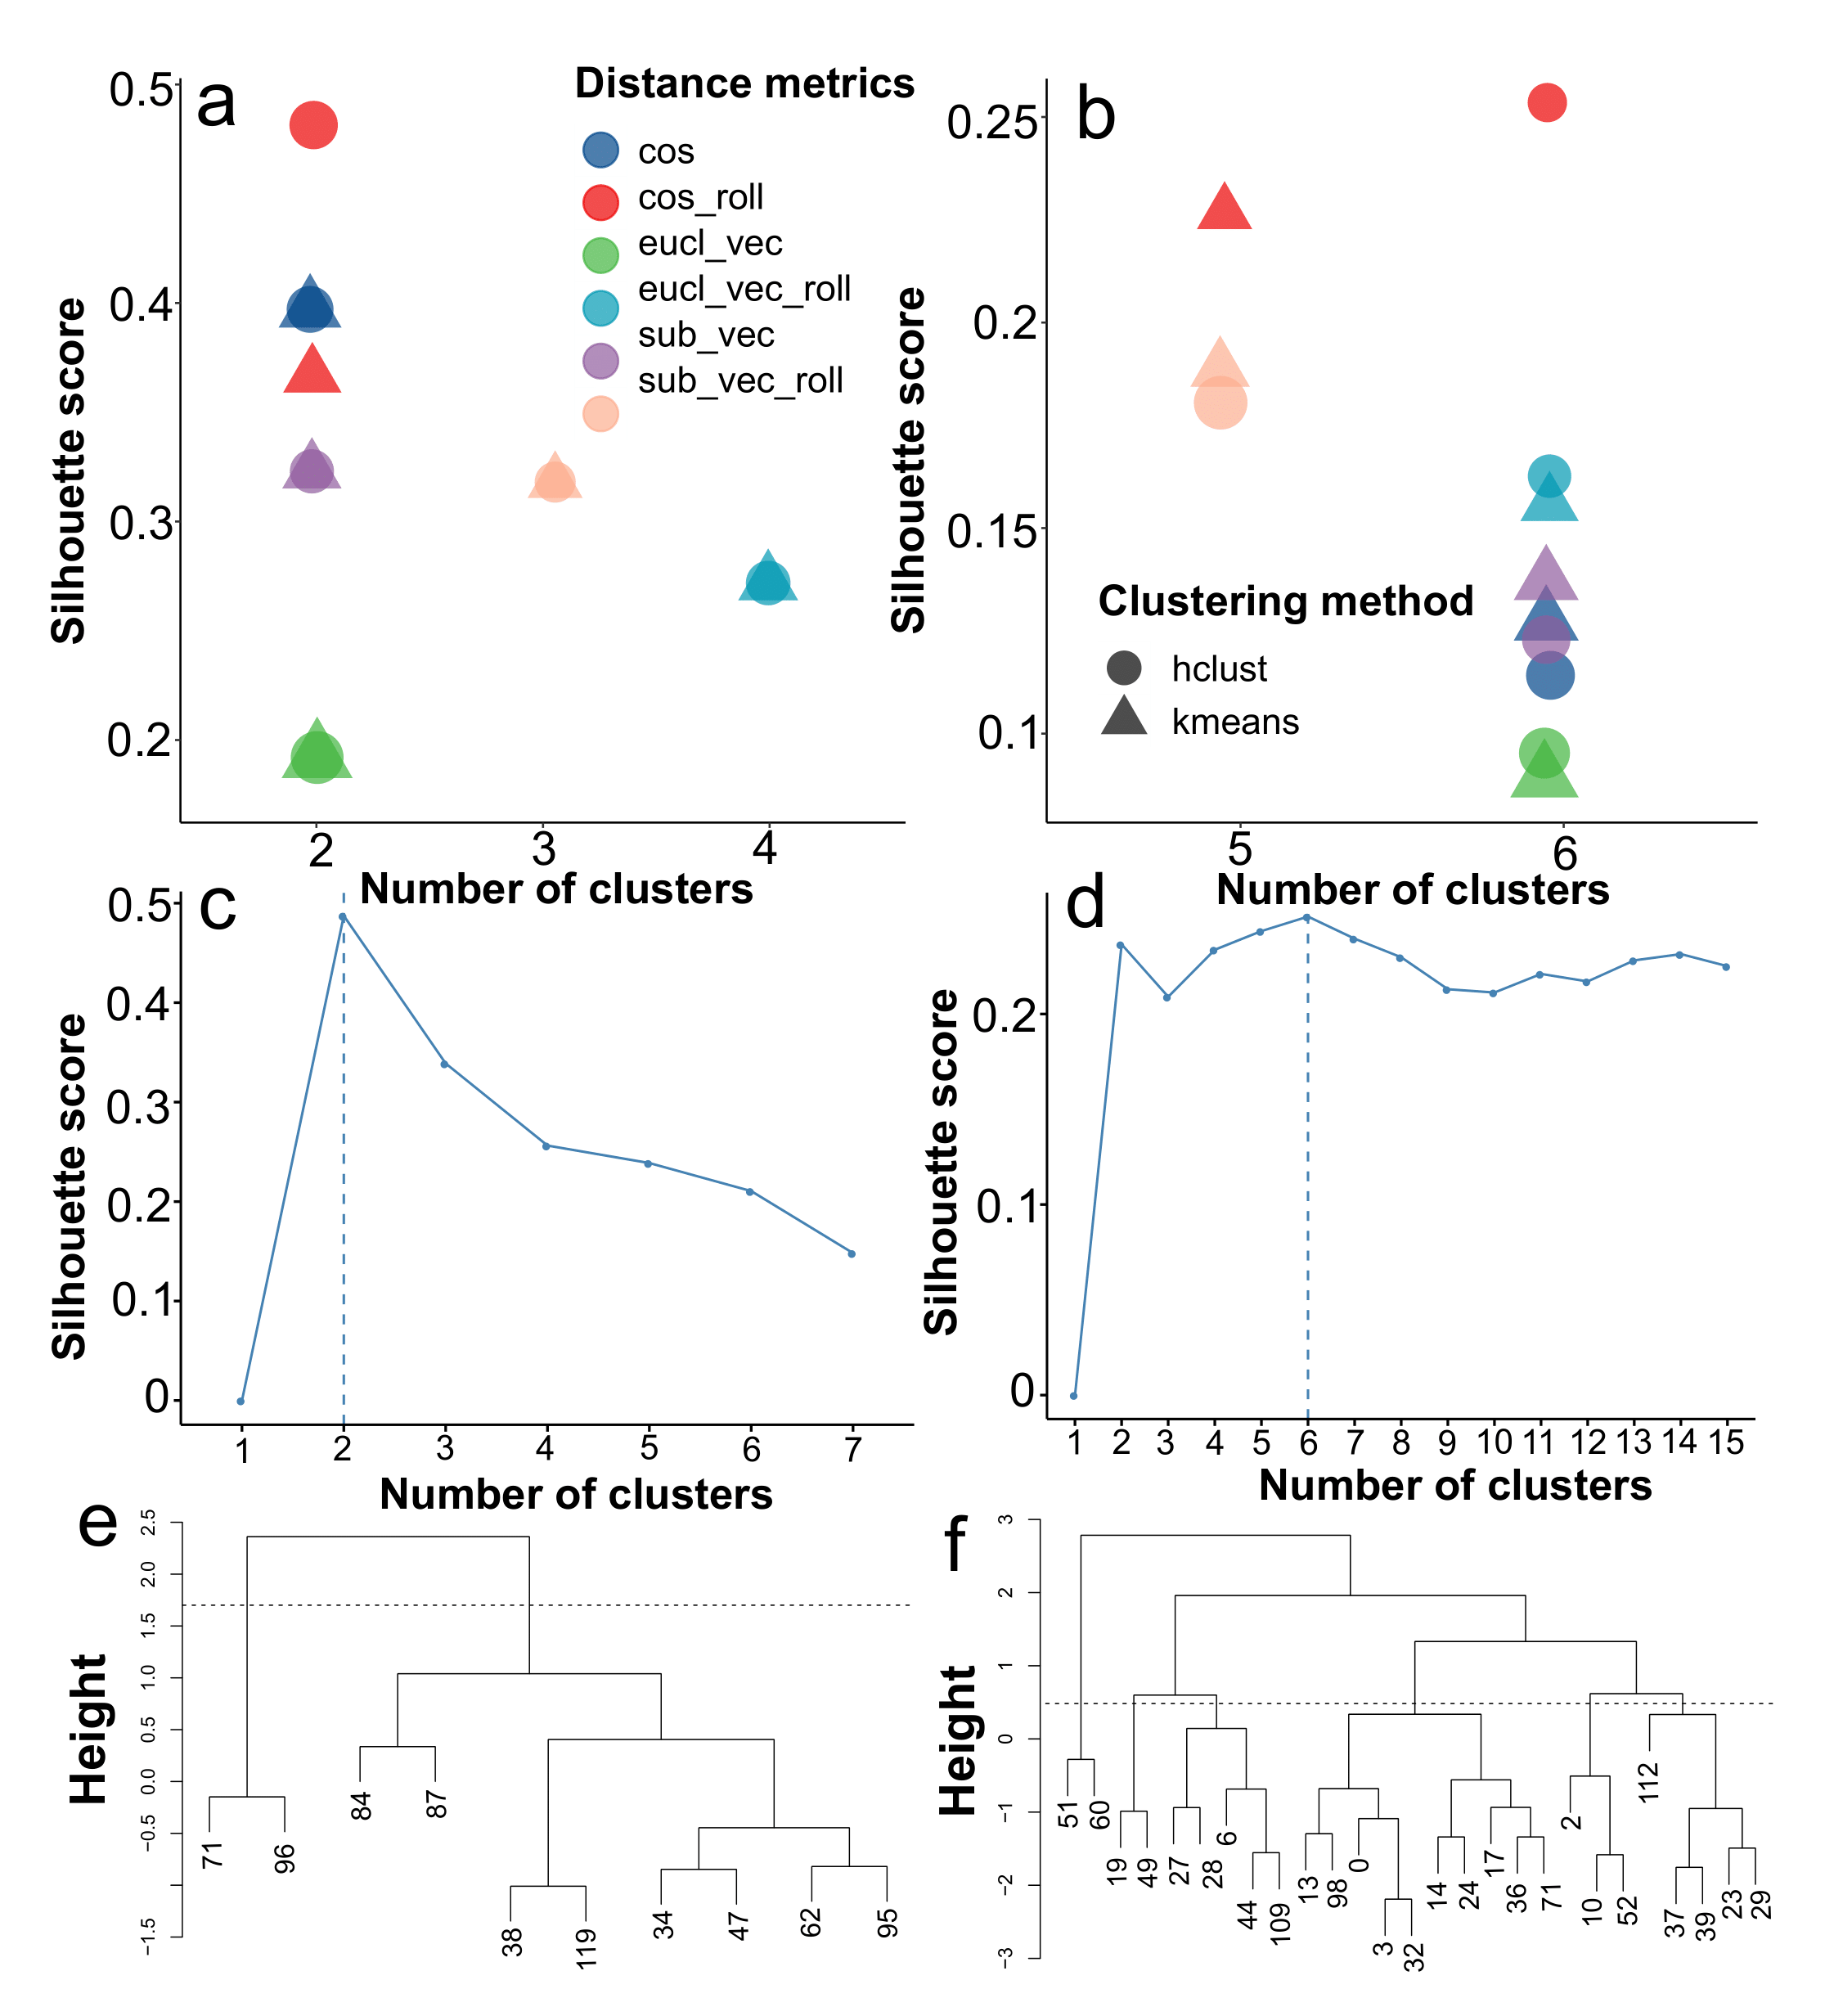 a
Distance metrics
cos
cos_roll
eucl_vec
eucl_vec_roll
sub_vec
sub_vec_roll
0.5
0.4
0.3
0.2
Silhouette score
2 3 4
Number of clusters
b
0.25
0.2
0.15
0.1
Silhouette score
Clustering method
hclust
kmeans
5 6
Number of clusters
c
0.5
0.4
0.3
0.2
0.1
0
Silhouette score
1 2 3 4 5 6 7
Number of clusters
d
0.2
0.1
0
Silhouette score
1 2 3 4 5 6 7 8 9 10 11 12 13 14 15
Number of clusters
e
2.5
2.0
1.5
1.0
0.5
0.0
-0.5
-1.5
Height
71 96 84 87 38 119 34 47 62 95
f
3
2
1
0
-1
-2
-3
Height
51 60 19 49 27 28 6 44 109 13 98 0 3 32 14 24 17 36 71 2 10 52 112 37 39 23 29